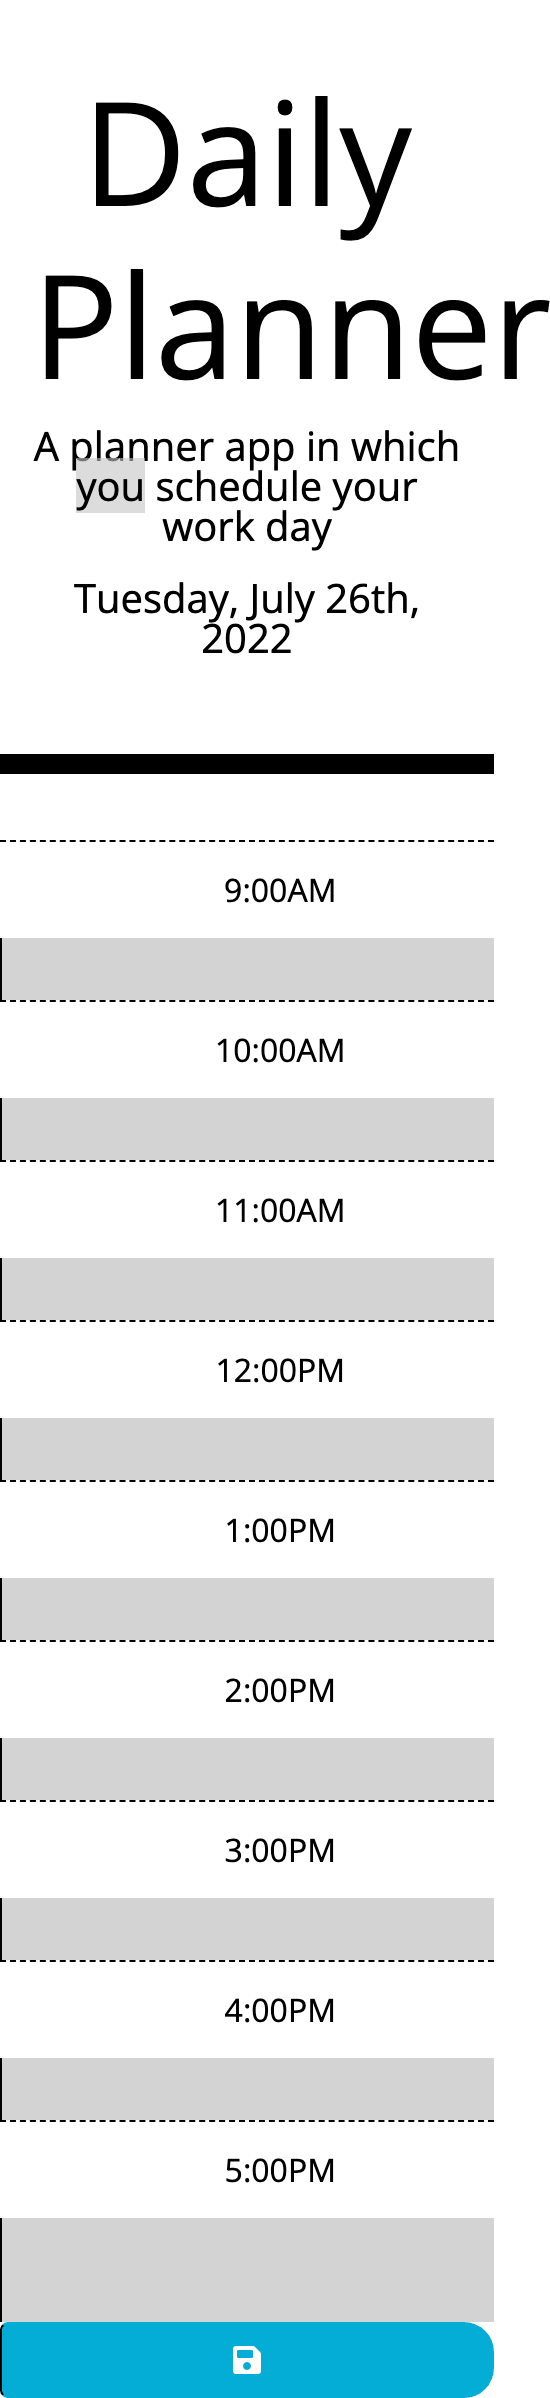 Daily
Planner
A planner app in which
you schedule your
work day
Tuesday, July 26th,
2022
9:00AM
10:00AM
11:00AM
12:00PM
1:00PM
2:00PM
3:00PM
4:00PM
5:00PM